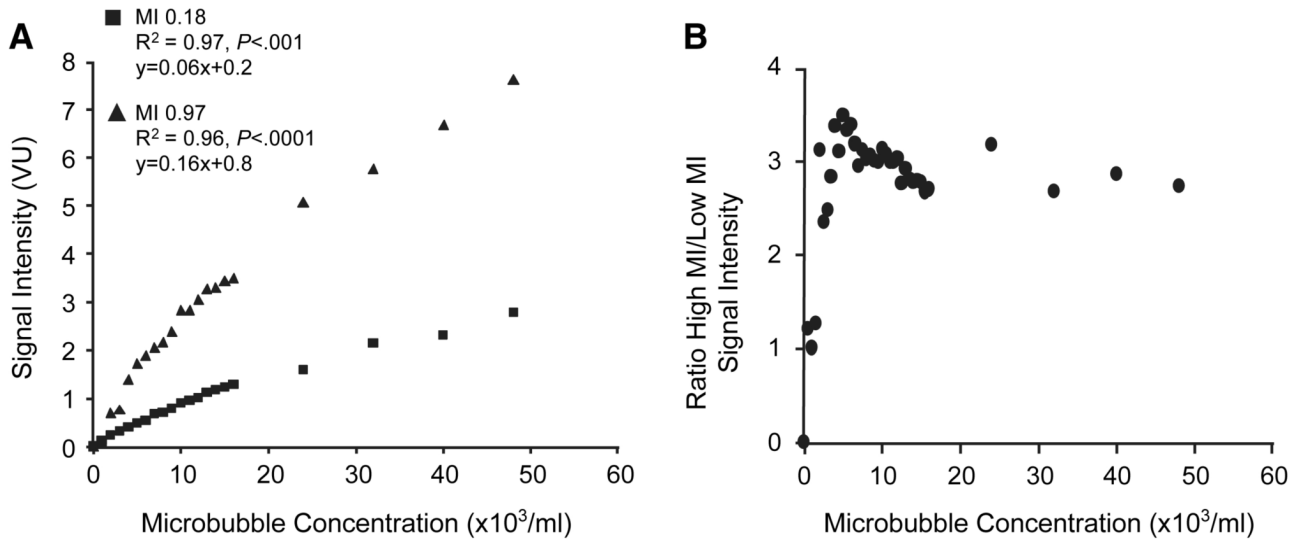 A
MI 0.18
R² = 0.97, P<.001
y=0.06x+0.2
MI 0.97
R² = 0.96, P<.0001
y=0.16x+0.8
Signal Intensity (VU)
8
7
6
5
4
3
2
1
0
0 10 20 30 40 50 60
Microbubble Concentration (x10³/ml)
B
Ratio High MI/Low MI
Signal Intensity
4
3
2
1
0
0 10 20 30 40 50 60
Microbubble Concentration (x10³/ml)